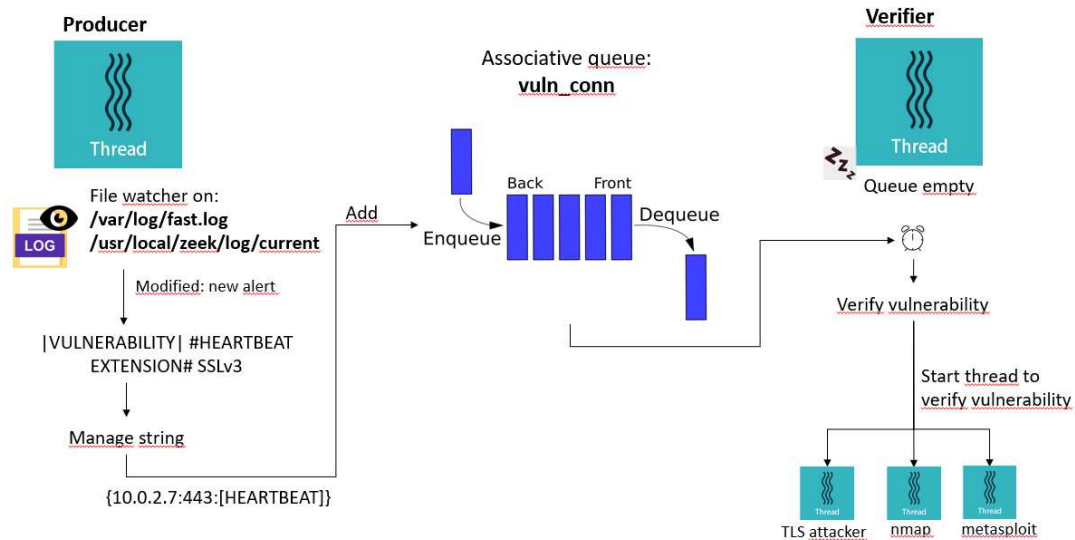 Producer
Thread
File watcher on:
/var/log/fast.log
/usr/local/zeek/log/current
LOG
Modified: new alert
|VULNERABILITY| #HEARTBEAT
EXTENSION# SSLv3
Manage string
{10.0.2.7:443:[HEARTBEAT]}
Add
Associative queue:
vuln_conn
Back
Front
Enqueue
Dequeue
Verifier
Thread
zzz
Queue empty
Verify vulnerability
Start thread to
verify vulnerability
Thread
Thread
Thread
TLS attacker
nmap
metasploit